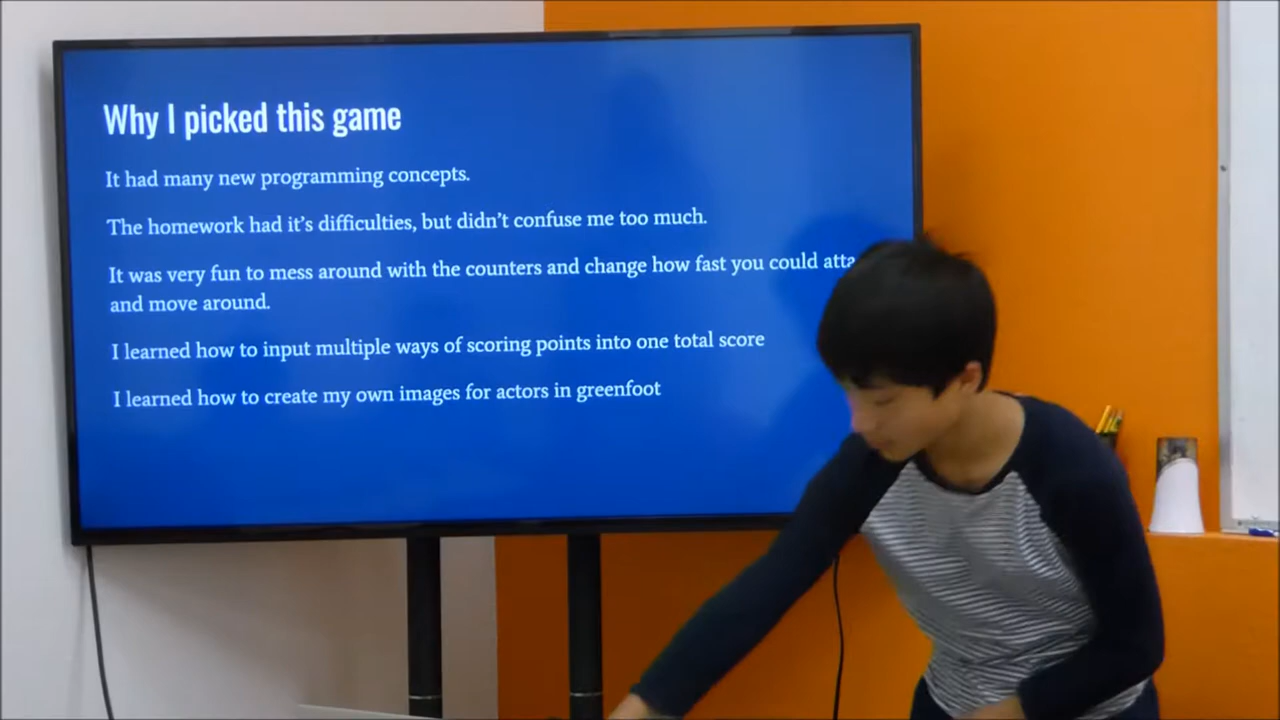 Why I picked this game
It had many new programming concepts.
The homework had it's difficulties, but didn't confuse me too much.
It was very fun to mess around with the counters and change how fast you could
and move around.
I learned how to input multiple ways of scoring points into one total score
I learned how to create my own images for actors in greenfoot